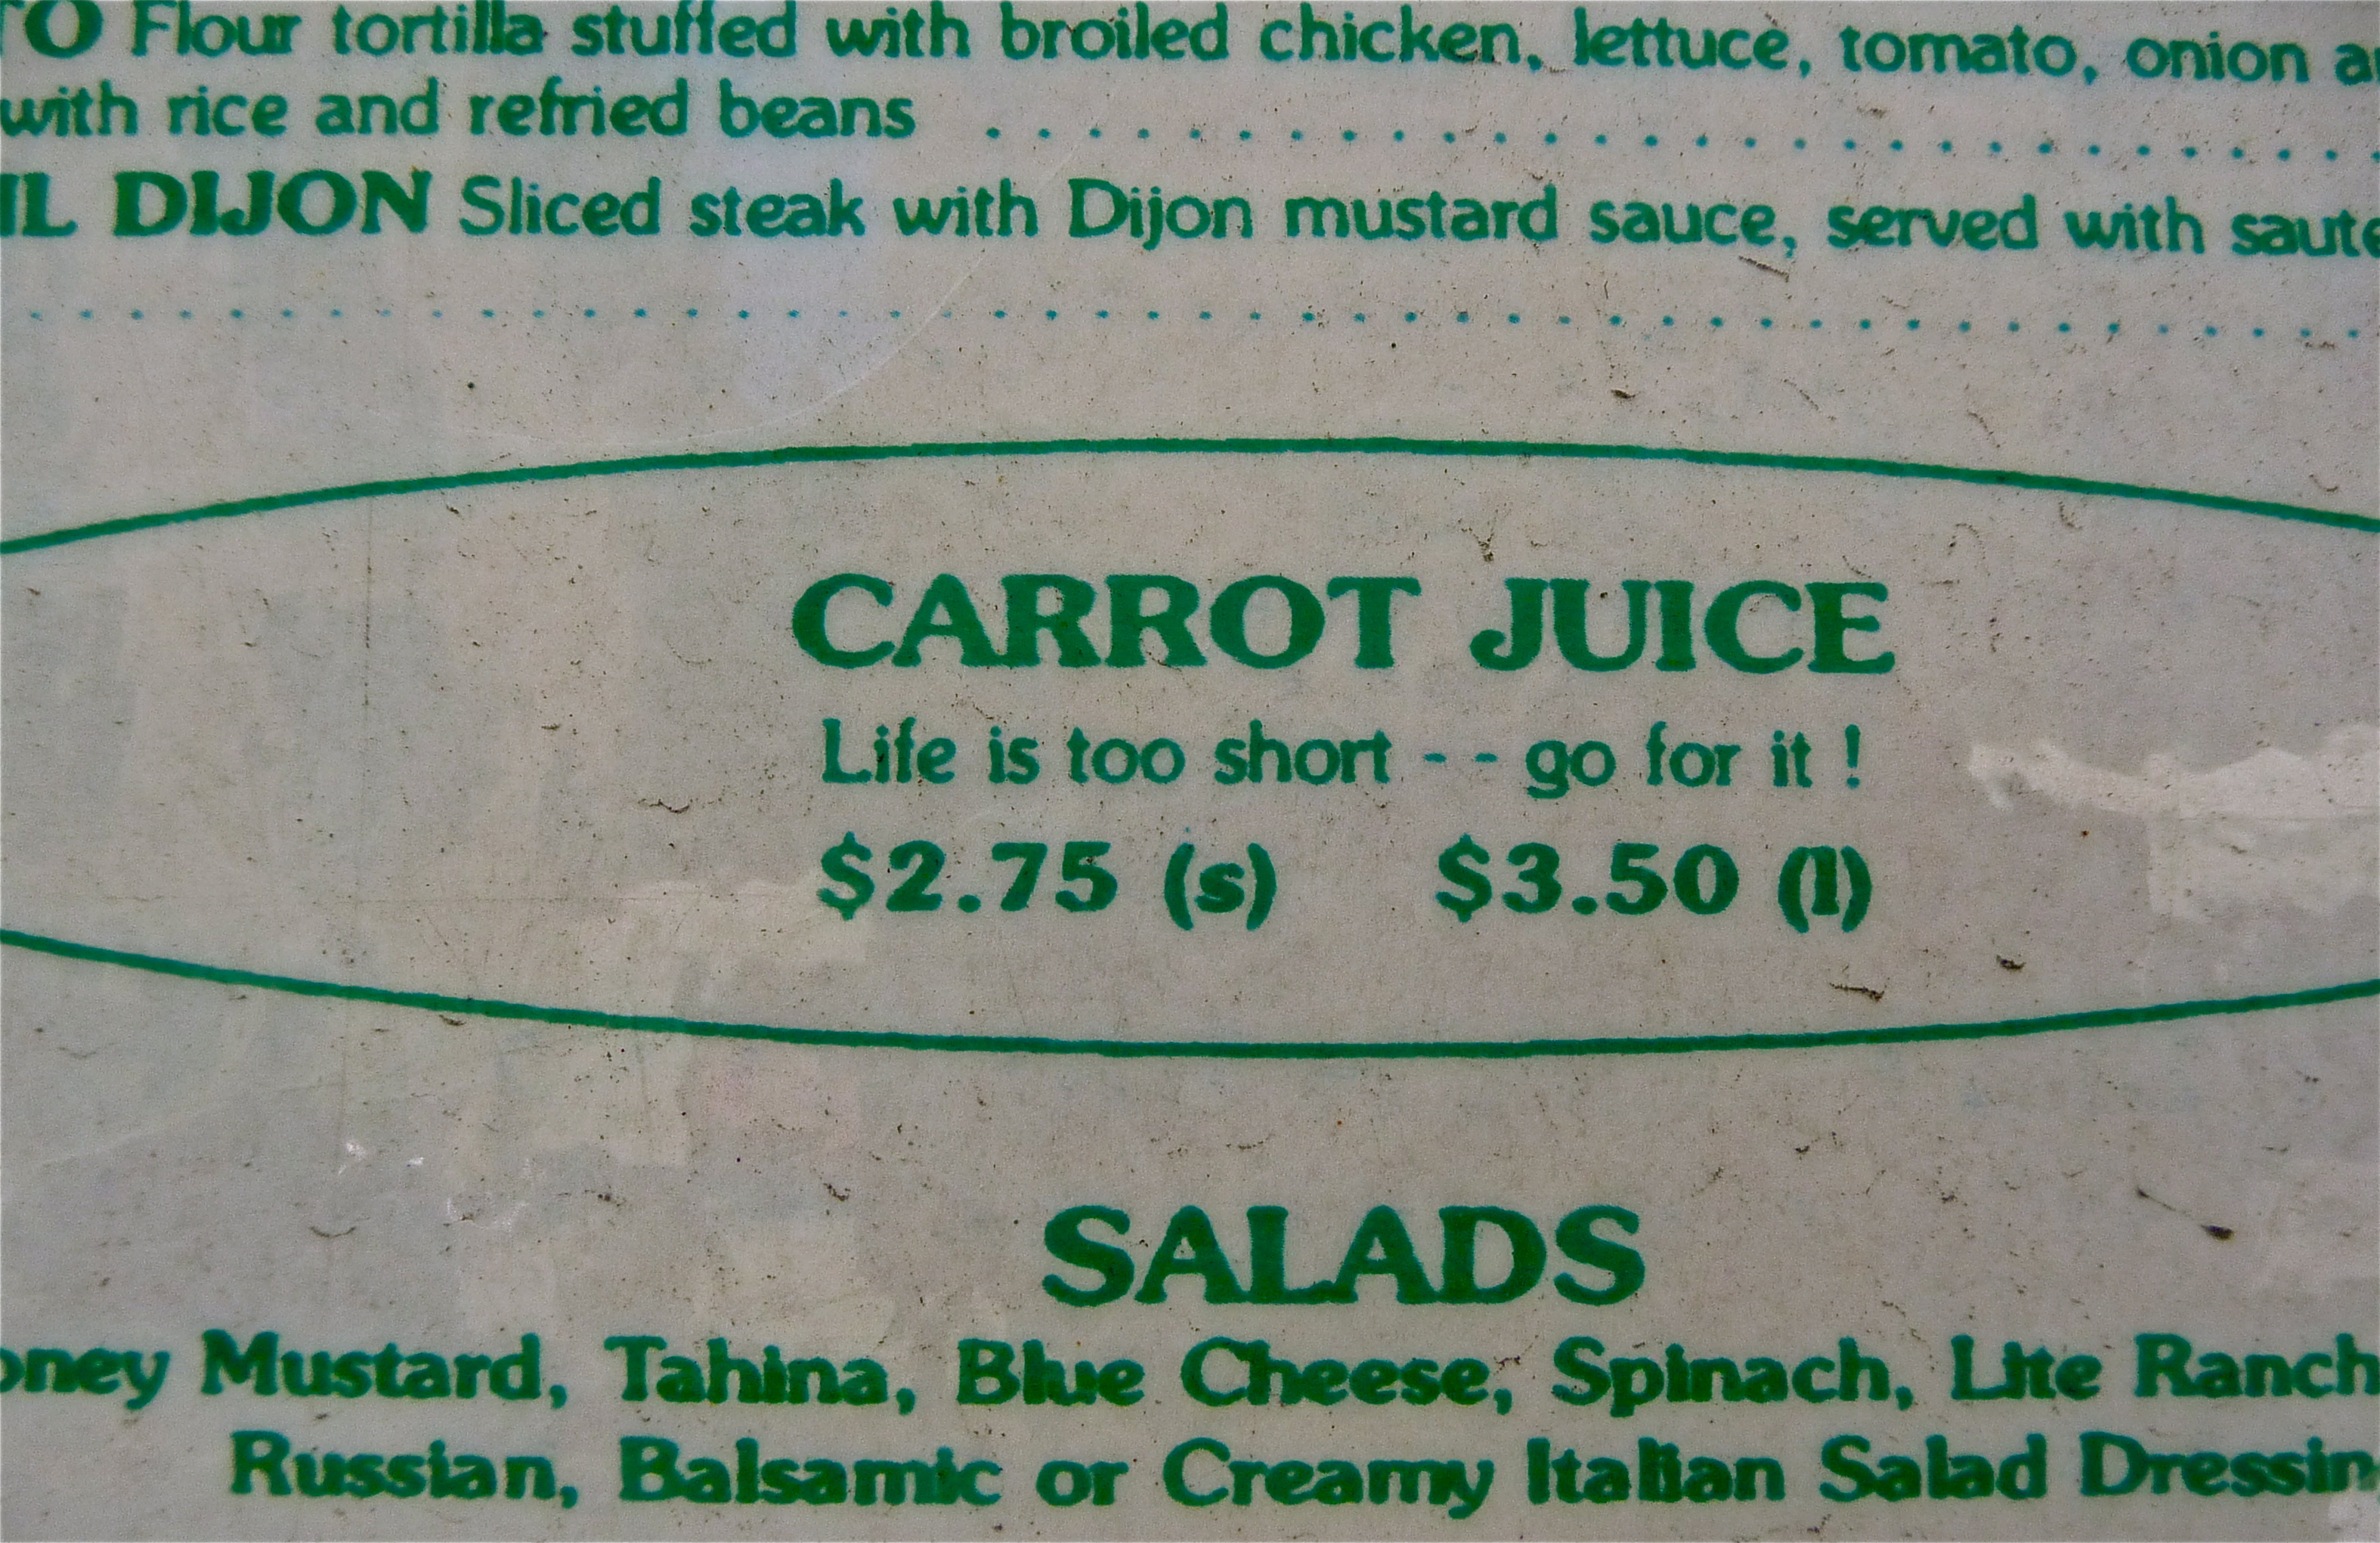 TO Flour tortilla stuffed with broiled chicken, lettuce, tomato, onion a
with rice and refried beans . . . . . . . . . . . . . . . . . . . . . . . . . . . .
IL DIJON Sliced steak with Dijon mustard sauce, served with saute
. . . . . . . . . . . . . . . . . . . . . . . . . . . . . . . . . . . . . . . . . . . . . . .
CARROT JUICE
Life is too short - - go for it !
$2.75 (s) $3.50 (l)
SALADS
oney Mustard, Tahina, Blue Cheese, Spinach, Lite Ranch
Russian, Balsamic or Creamy Italian Salad Dressin